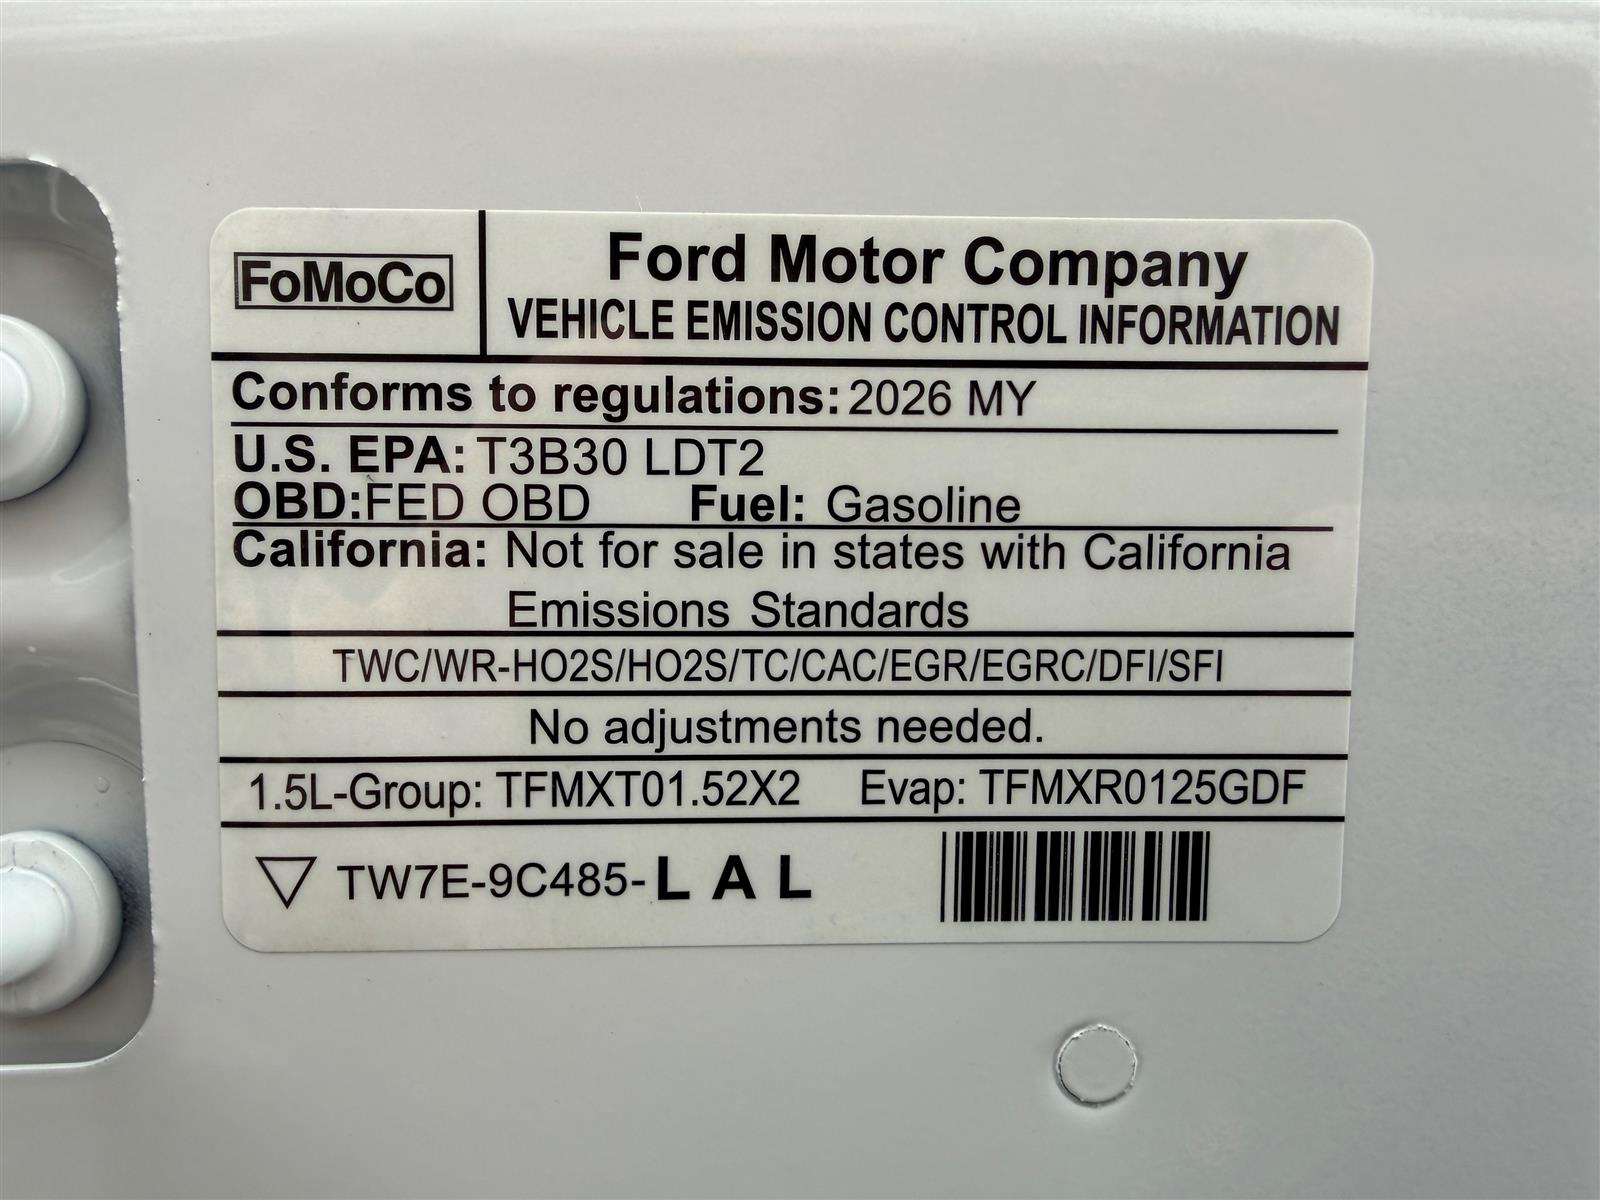 FoMoCo
Ford Motor Company
VEHICLE EMISSION CONTROL INFORMATION
Conforms to regulations: 2026 MY
U.S. EPA: T3B30 LDT2
OBD:FED OBD Fuel: Gasoline
California: Not for sale in states with California
Emissions Standards
TWC/WR-HO2S/HO2S/TC/CAC/EGR/EGRC/DFI/SFI
No adjustments needed.
1.5L-Group: TFMXT01.52X2 Evap: TFMXR0125GDF
TW7E-9C485-L A L